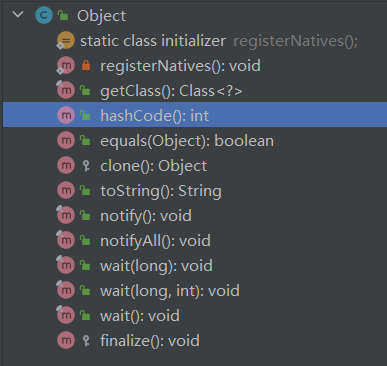 Object
static class initializer registerNatives();
registerNatives(): void
getClass(): Class<?>
hashCode(): int
equals(Object): boolean
clone(): Object
toString(): String
notify(): void
notifyAll(): void
wait(long): void
wait(long, int): void
wait(): void
finalize(): void